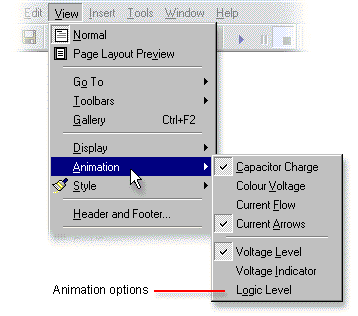 Edit View Insert Tools Window Help
Normal
Page Layout Preview
Go To
Toolbars
Gallery Ctrl+F2
Display
Animation
Style
Header and Footer...
Capacitor Charge
Colour Voltage
Current Flow
Current Arrows
Voltage Level
Voltage Indicator
Logic Level
Animation options